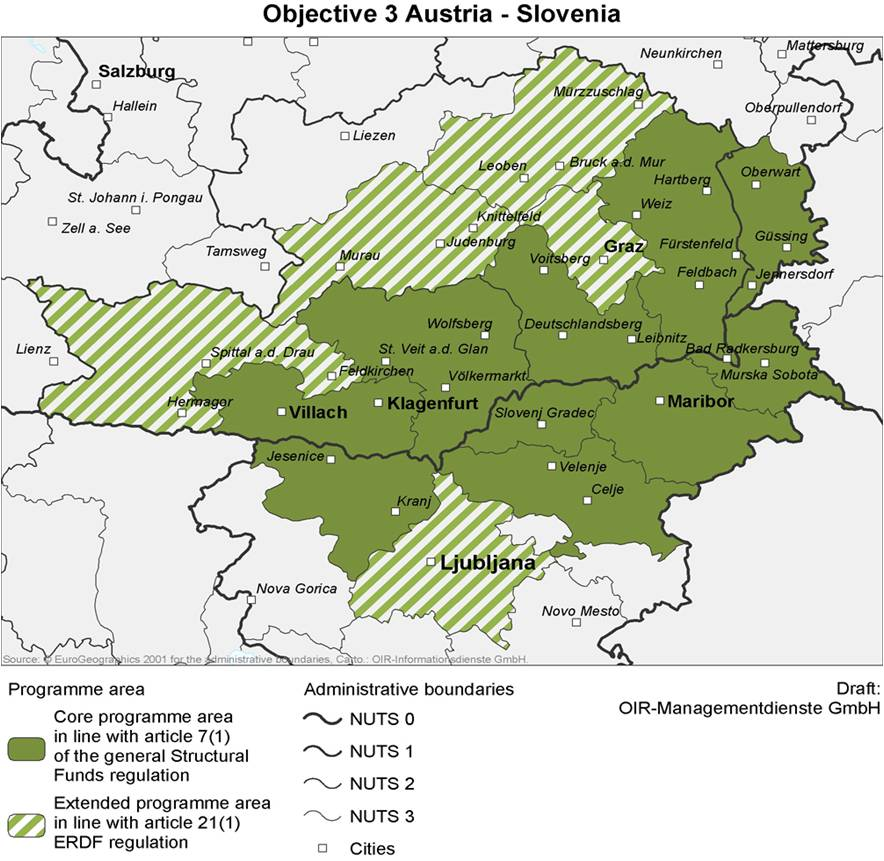 Objective 3 Austria - Slovenia
Neunkirchen
Mattersburg
Salzburg
Hallein
Mürzzuschlag
Oberpullendorf
Liezen
Leoben
Bruck a.d. Mur
Hartberg
Oberwart
St. Johann i. Pongau
Zell a. See
Weiz
Knittelfeld
Judenburg
Graz
Fürstenfeld
Güssing
Tamsweg
Murau
Voitsberg
Feldbach
Jennersdorf
Wolfsberg
Deutschlandsberg
Leibnitz
Lienz
Spittal a.d. Drau
St. Veit a.d. Glan
Bad Radkersburg
Feldkirchen
Völkermarkt
Murska Sobota
Hermagor
Villach
Klagenfurt
Slovenj Gradec
Maribor
Jesenice
Velenje
Celje
Kranj
Ljubljana
Nova Gorica
Novo Mesto
Source: © EuroGeographics 2001 for the administrative boundaries, Carto.: OIR-Informationsdienste GmbH.
Programme area
Core programme area
in line with article 7(1)
of the general Structural
Funds regulation
Extended programme area
in line with article 21(1)
ERDF regulation
Administrative boundaries
NUTS 0
NUTS 1
NUTS 2
NUTS 3
Cities
Draft:
OIR-Managementdienste GmbH